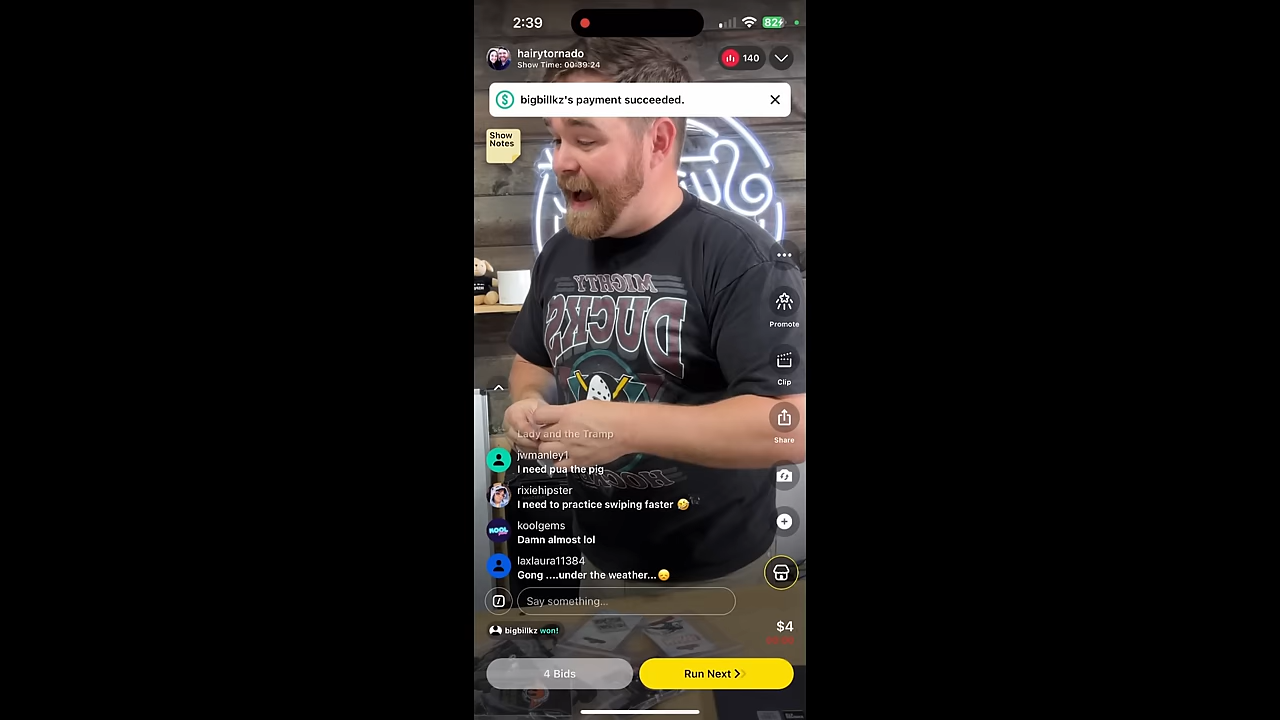 2:39
82
hairytornado
Show Time: 00:39:24
140
bigbillkz's payment succeeded.
Show
Notes
MIGHTY
DUCKS
HOCKEY
Promote
Clip
Share
Lady and the Tramp
jwmanley1
I need pua the pig
rixiehipster
I need to practice swiping faster 🤣
koolgems
KOOL
Damn almost lol
laxlaura11384
Gong ....under the weather...😞
Say something...
bigbillkz won!
$4
4 Bids
Run Next